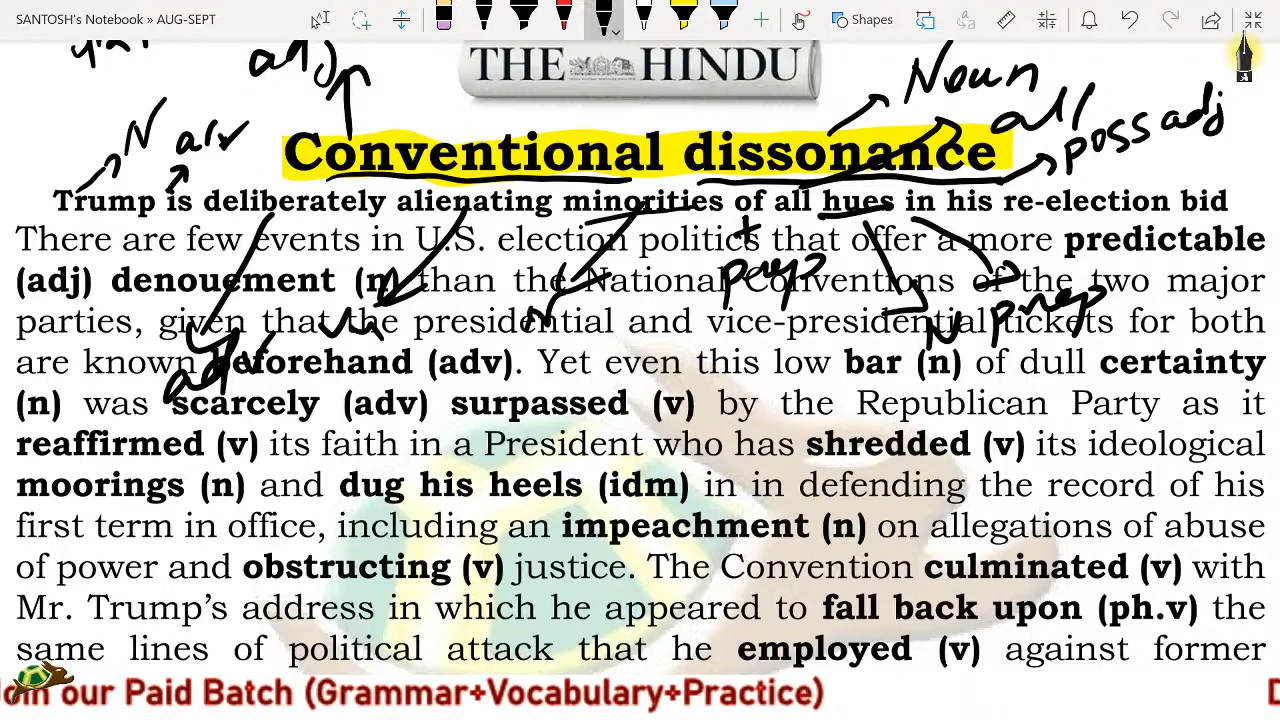 SANTOSH's Notebook » AUG-SEPT
Shapes
adj
THE HINDU
Noun
all
poss adj
N
Conventional dissonance
Trump is deliberately alienating minorities of all hues in his re-election bid
There are few events in U.S. election politics that offer a more predictable
(adj) denouement (n) than the National Conventions of the two major
prep
parties, given that the presidential and vice-presidential tickets for both
N
N
prep
are known beforehand (adv). Yet even this low bar (n) of dull certainty
adv
(n) was scarcely (adv) surpassed (v) by the Republican Party as it
reaffirmed (v) its faith in a President who has shredded (v) its ideological
moorings (n) and dug his heels (idm) in in defending the record of his
first term in office, including an impeachment (n) on allegations of abuse
of power and obstructing (v) justice. The Convention culminated (v) with
Mr. Trump's address in which he appeared to fall back upon (ph.v) the
same lines of political attack that he employed (v) against former
Join our Paid Batch (Grammar+Vocabulary+Practice)
D